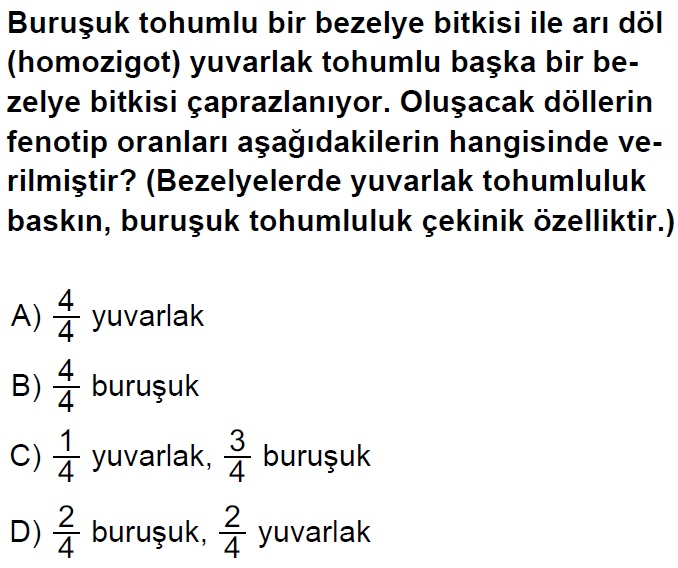 Buruşuk tohumlu bir bezelye bitkisi ile arı döl
(homozigot) yuvarlak tohumlu başka bir be-
zelye bitkisi çaprazlanıyor. Oluşacak döllerin
fenotip oranları aşağıdakilerin hangisinde ve-
rilmiştir? (Bezelyelerde yuvarlak tohumluluk
baskın, buruşuk tohumluluk çekinik özelliktir.)
A) 4/4 yuvarlak
B) 4/4 buruşuk
C) 1/4 yuvarlak, 3/4 buruşuk
D) 2/4 buruşuk, 2/4 yuvarlak